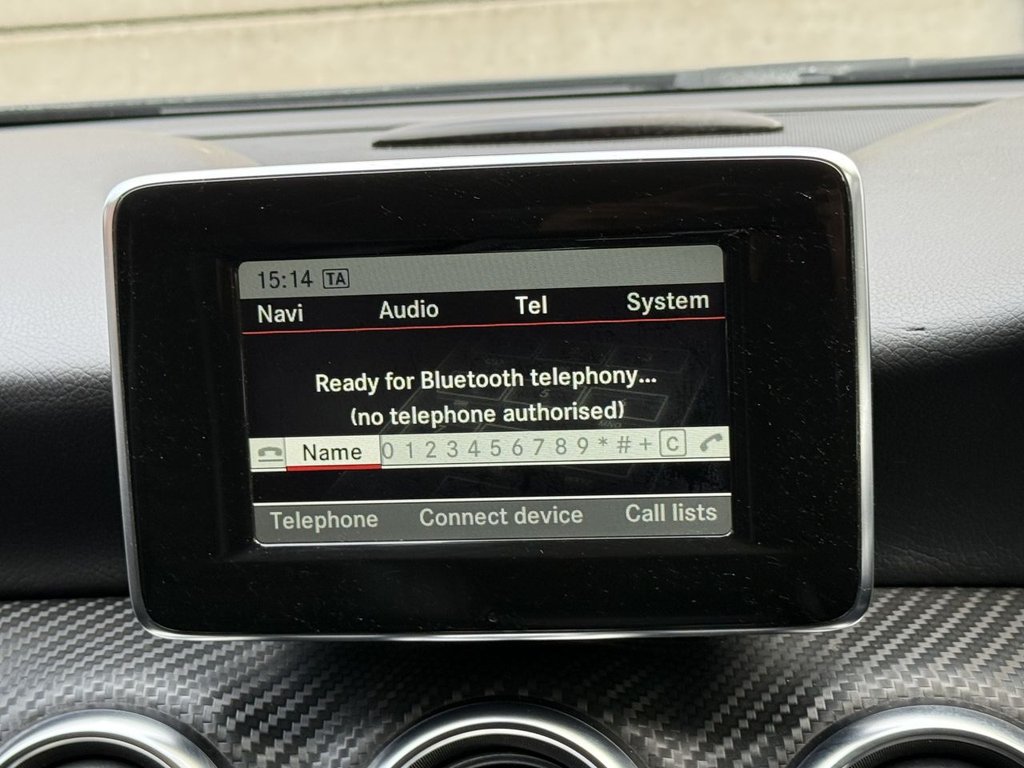 15:14 TA
Navi Audio Tel System
Ready for Bluetooth telephony...
(no telephone authorised)
Name 0 1 2 3 4 5 6 7 8 9 * # + C
Telephone Connect device Call lists